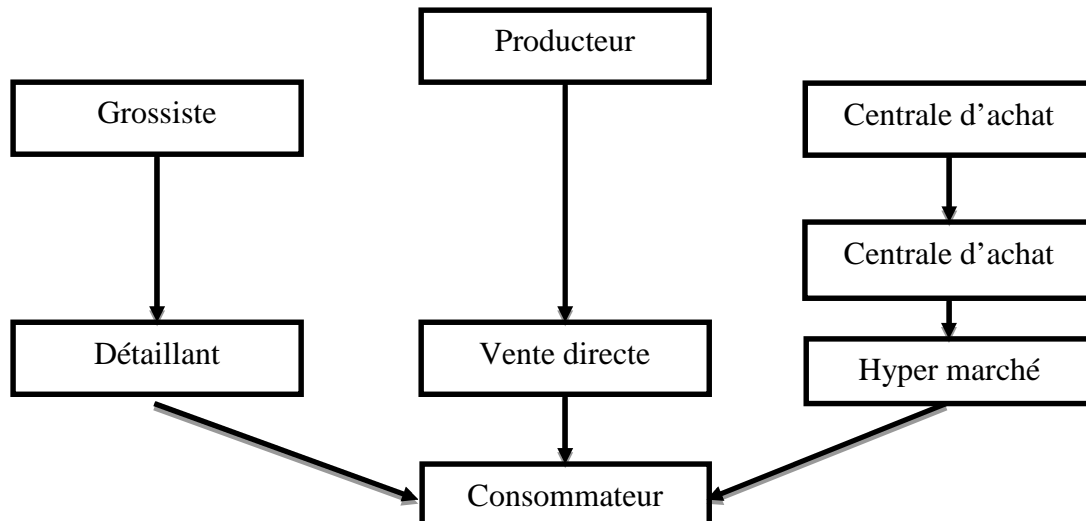 Producteur
Grossiste
Centrale d’achat
Centrale d’achat
Détaillant
Vente directe
Hyper marché
Consommateur